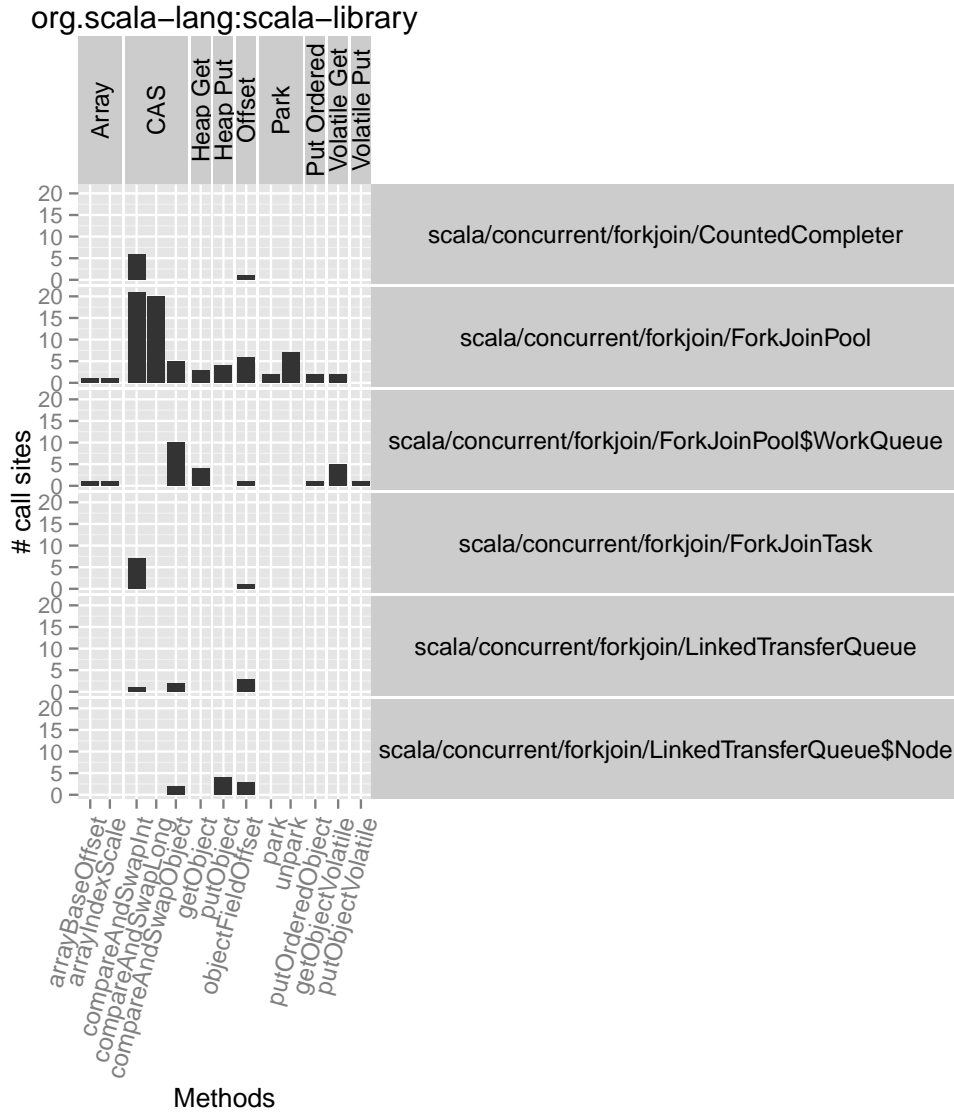 org.scala−lang:scala−library
Array
CAS
Heap Get
Heap Put
Offset
Park
Put Ordered
Volatile Get
Volatile Put
20
15
10
5
0
scala/concurrent/forkjoin/CountedCompleter
20
15
10
5
0
scala/concurrent/forkjoin/ForkJoinPool
20
15
10
5
0
scala/concurrent/forkjoin/ForkJoinPool$WorkQueue
20
15
10
5
0
scala/concurrent/forkjoin/ForkJoinTask
20
15
10
5
0
scala/concurrent/forkjoin/LinkedTransferQueue
20
15
10
5
0
scala/concurrent/forkjoin/LinkedTransferQueue$Node
# call sites
arrayBaseOffset
arrayIndexScale
compareAndSwapInt
compareAndSwapLong
compareAndSwapObject
getObject
putObject
objectFieldOffset
park
unpark
putOrderedObject
getObjectVolatile
putObjectVolatile
Methods